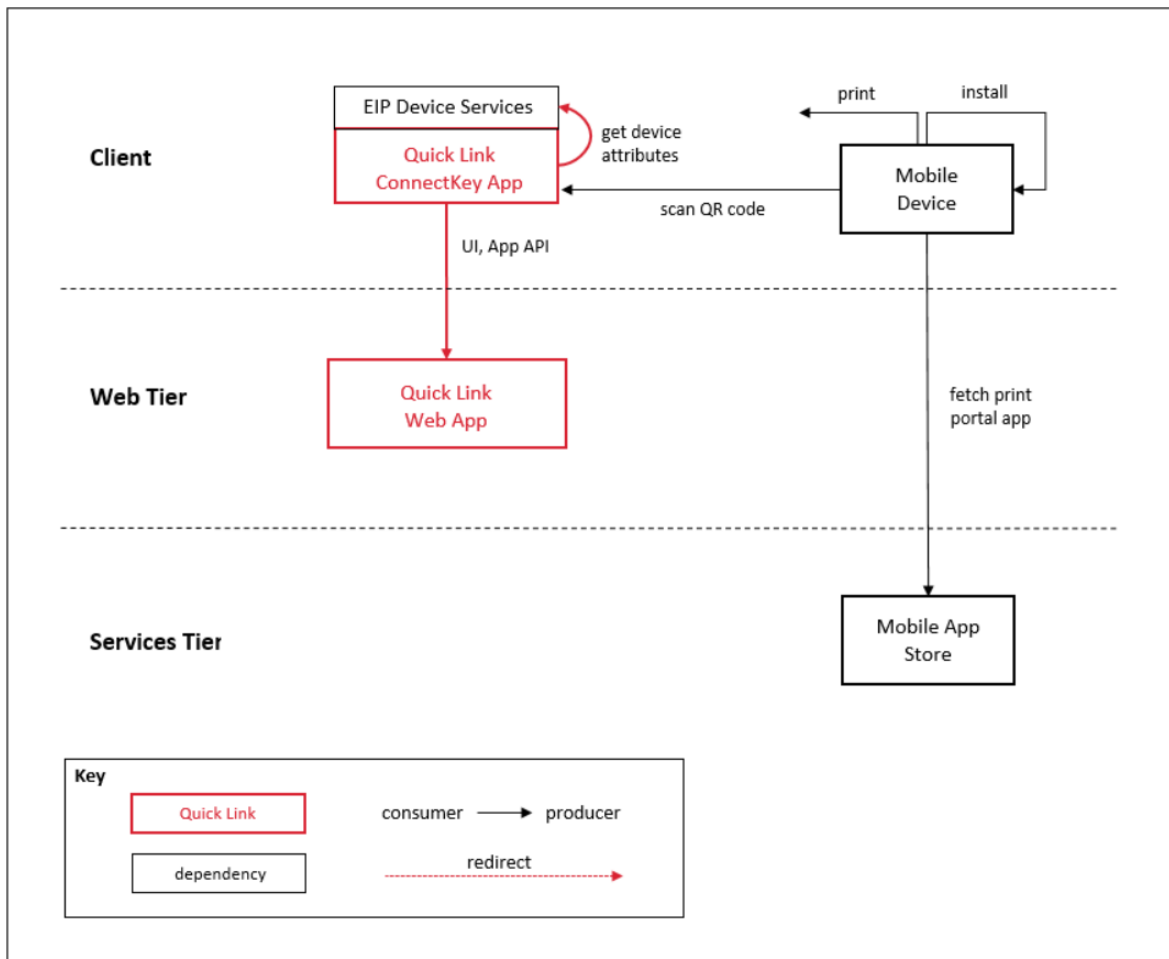 EIP Device Services
print
install
get device
attributes
Client
Quick Link
ConnectKey App
Mobile
Device
scan QR code
UI, App API
Web Tier
Quick Link
Web App
fetch print
portal app
Services Tier
Mobile App
Store
Key
Quick Link
consumer
producer
dependency
redirect